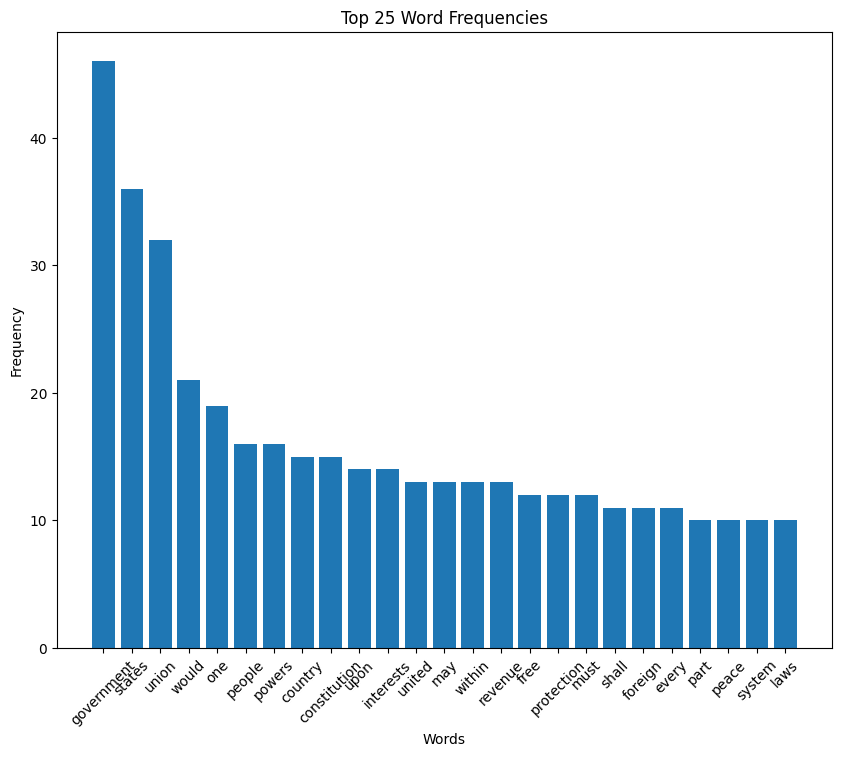 Top 25 Word Frequencies
Frequency
40
30
20
10
0
government
states
union
would
one
people
powers
country
constitution
upon
interests
united
may
within
revenue
free
protection
must
shall
foreign
every
part
peace
system
laws
Words